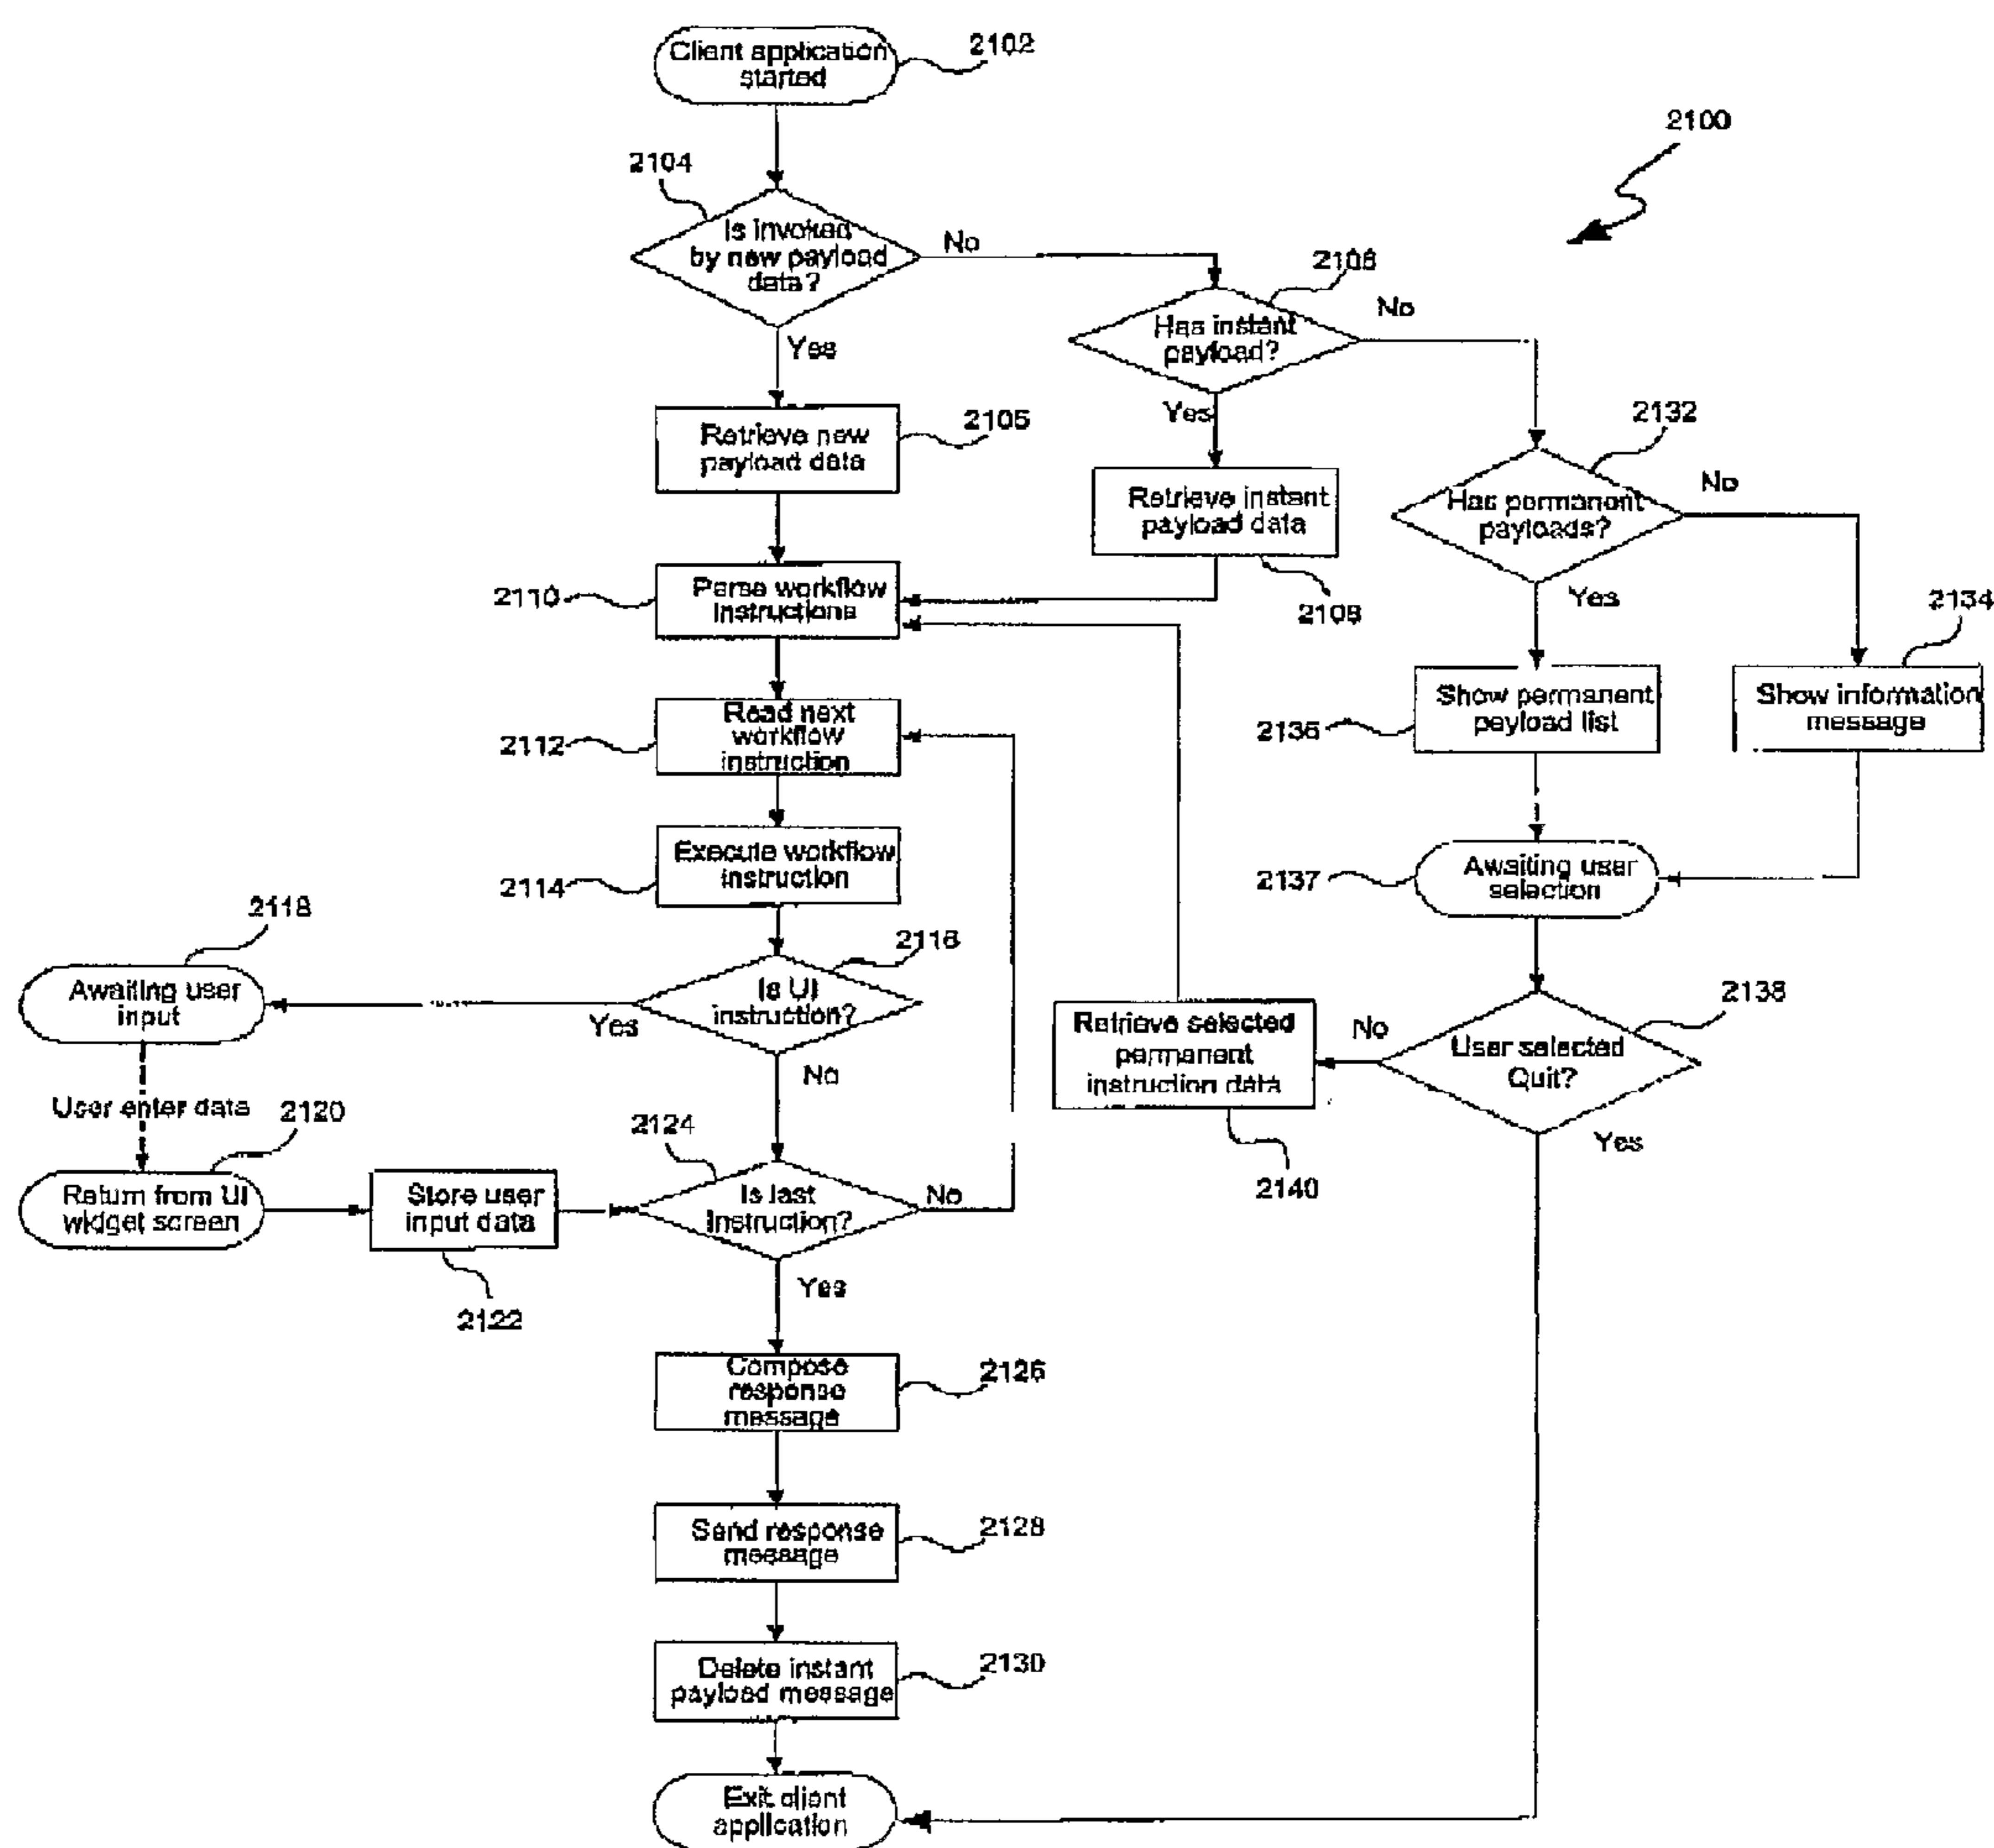 Client application
started
2102
2100
2104
Is invoked
by new payload
data?
No
Yes
2106
Has instant
payload?
No
Yes
Retrieve new
payload data
2105
2132
Has permanent
payloads?
No
Yes
Retrieve instant
payload data
2108
Parse workflow
instructions
2110
2134
Show permanent
payload list
2136
Show information
message
Read next
workflow
instruction
2112
Execute workflow
instruction
2114
Awaiting user
selection
2137
2118
Awaiting user
input
2116
Is UI
instruction?
Yes
No
2138
User selected
Quit?
No
Yes
Retrieve selected
permanent
instruction data
2140
User enter data
2120
Return from UI
widget screen
Store user
input data
2122
2124
Is last
Instruction?
No
Yes
Compose
response
message
2126
Send response
message
2128
Delete instant
payload message
2130
Exit client
application